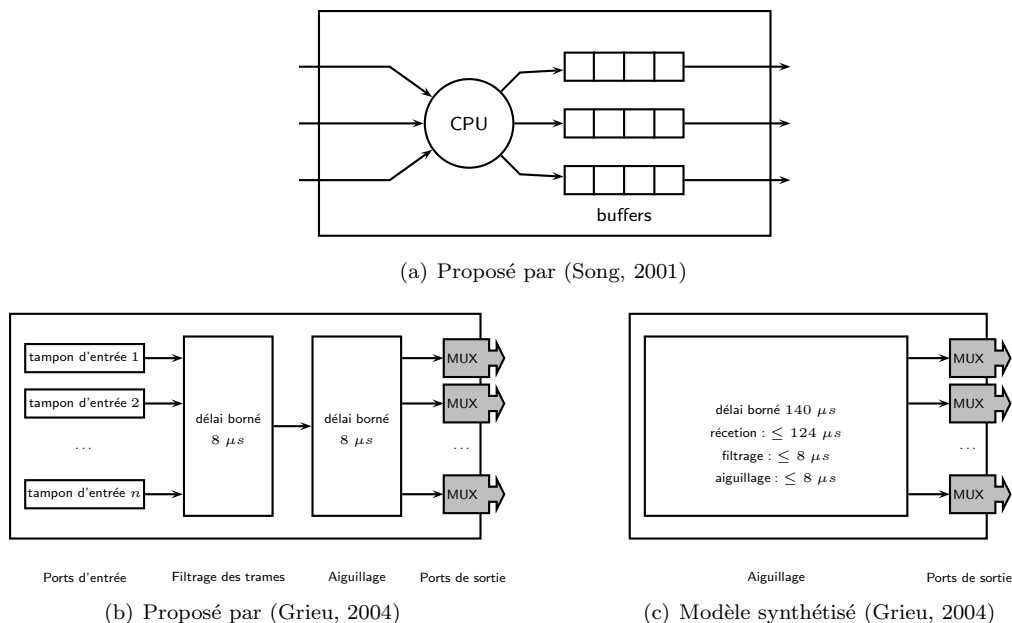 CPU
buffers
(a) Proposé par (Song, 2001)
tampon d'entrée 1
tampon d'entrée 2
...
tampon d'entrée n
délai borné
8 μs
délai borné
8 μs
MUX
MUX
...
MUX
Ports d'entrée
Filtrage des trames
Aiguillage
Ports de sortie
(b) Proposé par (Grieu, 2004)
délai borné 140 μs
récetion : ≤ 124 μs
filtrage : ≤ 8 μs
aiguillage : ≤ 8 μs
MUX
MUX
...
MUX
Aiguillage
Ports de sortie
(c) Modèle synthétisé (Grieu, 2004)